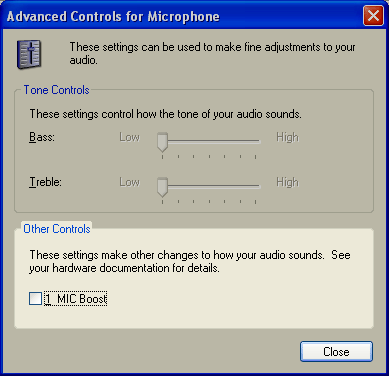 Advanced Controls for Microphone
These settings can be used to make fine adjustments to your
audio.
Tone Controls
These settings control how the tone of your audio sounds.
Bass: Low High
Treble: Low High
Other Controls
These settings make other changes to how your audio sounds. See
your hardware documentation for details.
1 MIC Boost
Close